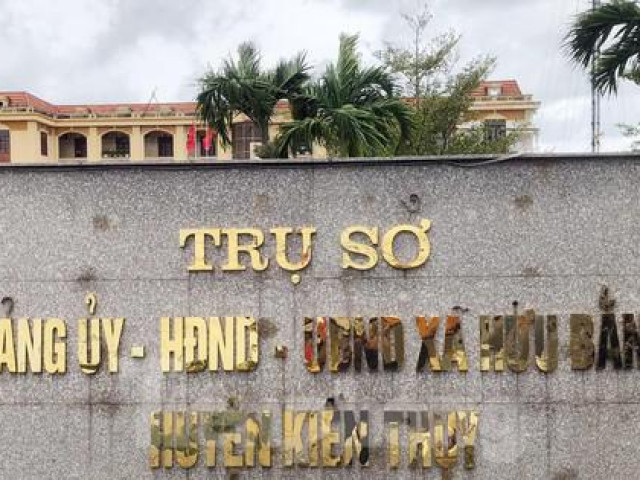 TRỤ SỞ
ẢNG ỦY - HĐND - UBND XÃ HỮU BẰN
HUYỆN KIẾN THỤY